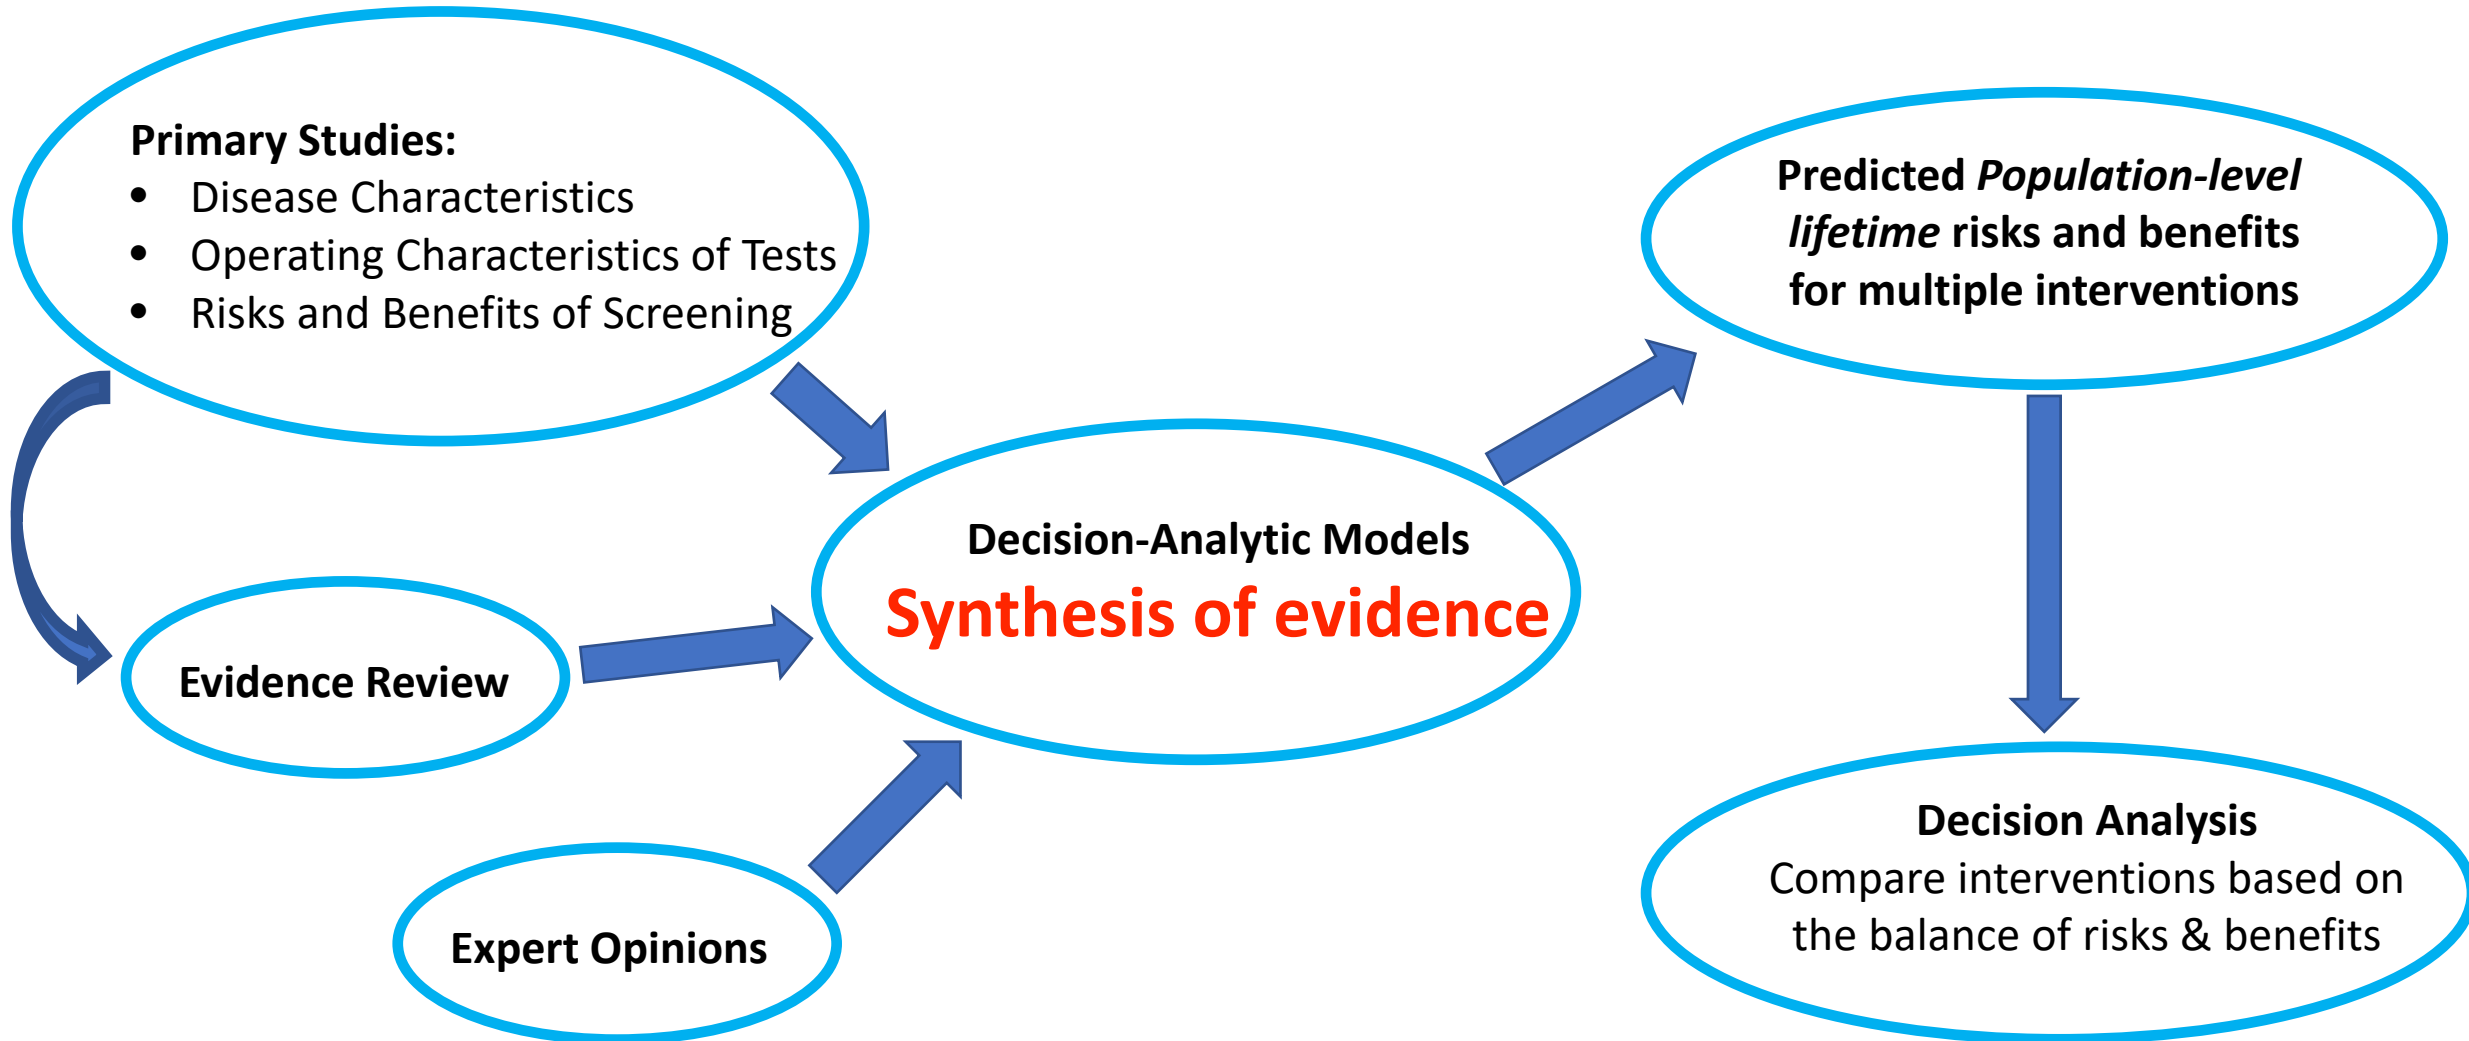 Primary Studies:
• Disease Characteristics
• Operating Characteristics of Tests
• Risks and Benefits of Screening
Predicted Population-level
lifetime risks and benefits
for multiple interventions
Decision-Analytic Models
Synthesis of evidence
Evidence Review
Expert Opinions
Decision Analysis
Compare interventions based on
the balance of risks & benefits